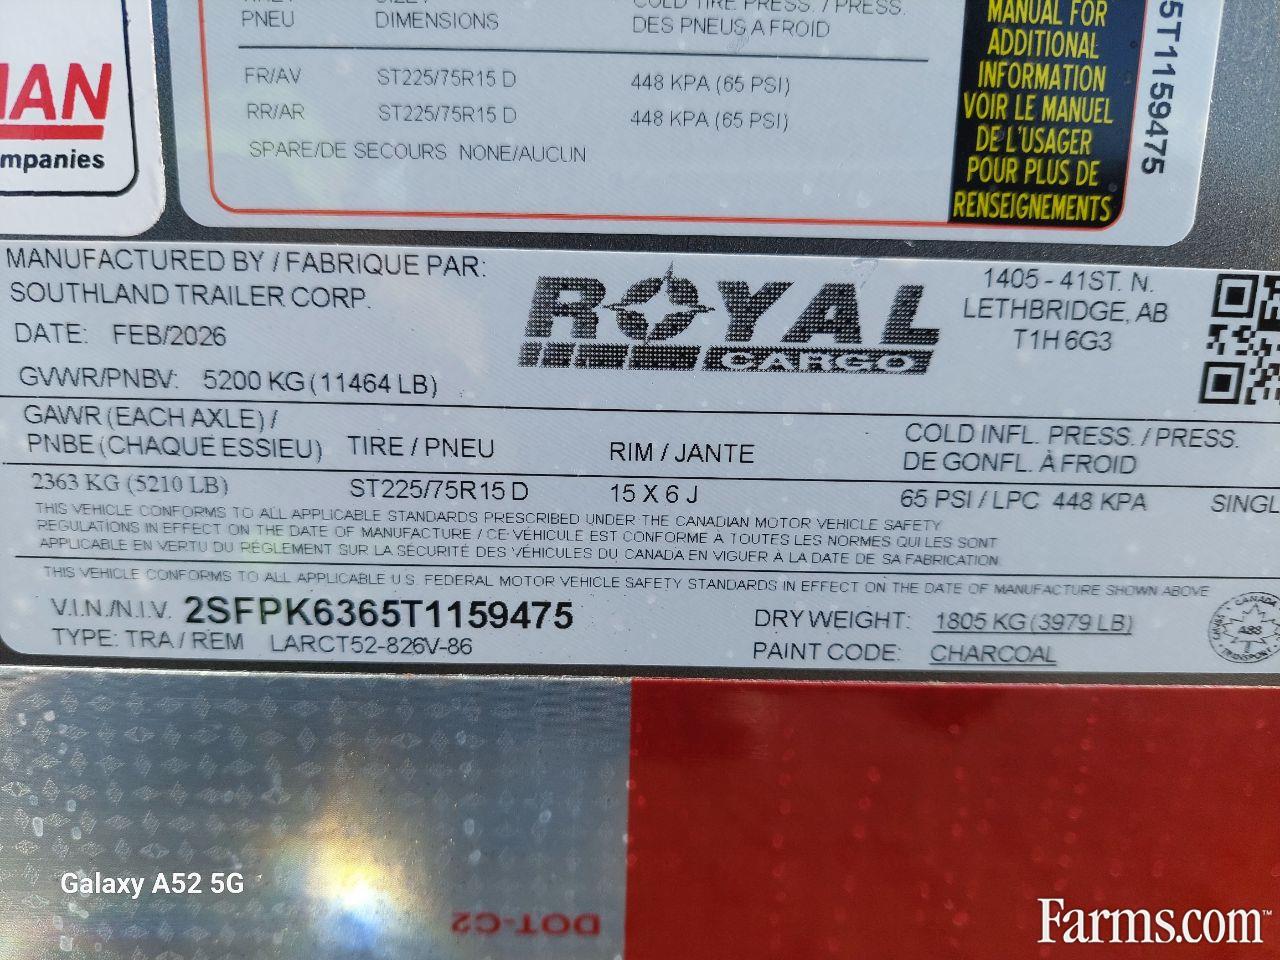 PNEU DIMENSIONS DES PNEUS A FROID
FR/AV ST225/75R15 D 448 KPA (65 PSI)
RR/AR ST225/75R15 D 448 KPA (65 PSI)
SPARE/DE SECOURS NONE/AUCUN
MANUAL FOR
ADDITIONAL
INFORMATION
VOIR LE MANUEL
DE L'USAGER
POUR PLUS DE
RENSEIGNEMENTS
5T1159475
MAN
mpanies
MANUFACTURED BY / FABRIQUE PAR:
SOUTHLAND TRAILER CORP.
DATE: FEB/2026
GVWR/PNBV: 5200 KG (11464 LB)
ROYAL
CARGO
1405 - 41ST. N.
LETHBRIDGE, AB
T1H 6G3
GAWR (EACH AXLE) /
PNBE (CHAQUE ESSIEU) TIRE / PNEU RIM / JANTE COLD INFL. PRESS. / PRESS.
DE GONFL. À FROID
2363 KG (5210 LB) ST225/75R15 D 15 X 6 J 65 PSI / LPC 448 KPA SINGL
THIS VEHICLE CONFORMS TO ALL APPLICABLE STANDARDS PRESCRIBED UNDER THE CANADIAN MOTOR VEHICLE SAFETY
REGULATIONS IN EFFECT ON THE DATE OF MANUFACTURE / CE VÉHICULE EST CONFORME A TOUTES LES NORMES QUI LES SONT
APPLICABLE EN VERTU DU RÈGLEMENT SUR LA SÉCURITÉ DES VÉHICULES DU CANADA EN VIGUER À LA DATE DE SA FABRICATION
THIS VEHICLE CONFORMS TO ALL APPLICABLE U.S. FEDERAL MOTOR VEHICLE SAFETY STANDARDS IN EFFECT ON THE DATE OF MANUFACTURE SHOWN ABOVE
V.I.N./N.I.V. 2SFPK6365T1159475 DRY WEIGHT: 1805 KG (3979 LB)
TYPE: TRA / REM LARCT52-826V-86 PAINT CODE: CHARCOAL
CANADA
TRANSPORT
DOT-C2
Galaxy A52 5G
Farms.com™